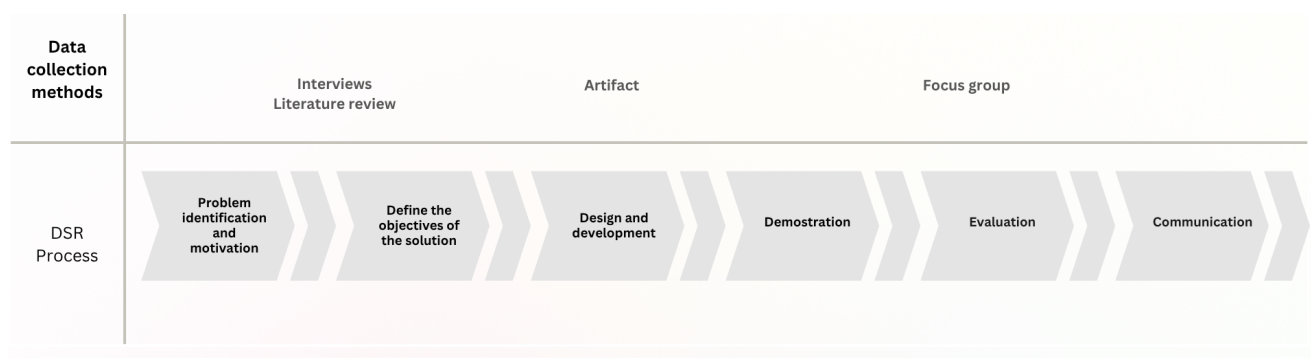 Data
collection
methods
Interviews
Literature review
Artifact
Focus group
DSR
Process
Problem
identification
and
motivation
Define the
objectives of
the solution
Design and
development
Demostration
Evaluation
Communication